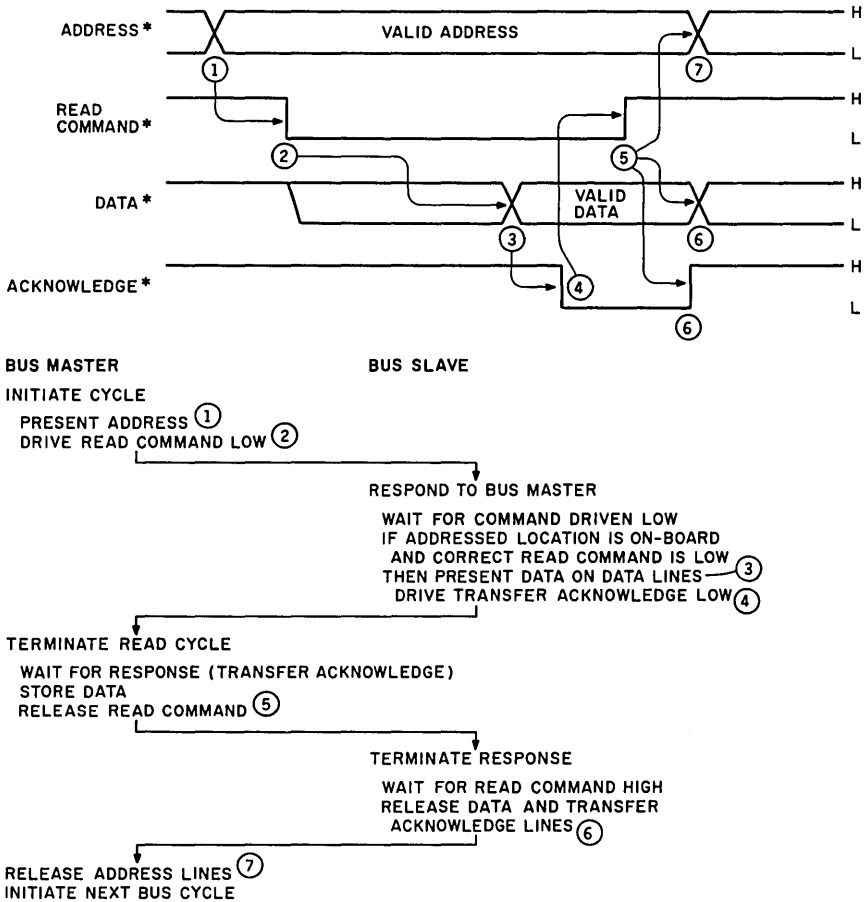 H
ADDRESS* VALID ADDRESS
L
1 7
H
READ
COMMAND*
L
2 5
H
DATA* VALID
DATA
L
3 6
H
ACKNOWLEDGE* 4
L
6
BUS MASTER BUS SLAVE
INITIATE CYCLE
PRESENT ADDRESS 1
DRIVE READ COMMAND LOW 2
RESPOND TO BUS MASTER
WAIT FOR COMMAND DRIVEN LOW
IF ADDRESSED LOCATION IS ON-BOARD
AND CORRECT READ COMMAND IS LOW
THEN PRESENT DATA ON DATA LINES 3
DRIVE TRANSFER ACKNOWLEDGE LOW 4
TERMINATE READ CYCLE
WAIT FOR RESPONSE (TRANSFER ACKNOWLEDGE)
STORE DATA
RELEASE READ COMMAND 5
TERMINATE RESPONSE
WAIT FOR READ COMMAND HIGH
RELEASE DATA AND TRANSFER
ACKNOWLEDGE LINES 6
RELEASE ADDRESS LINES 7
INITIATE NEXT BUS CYCLE